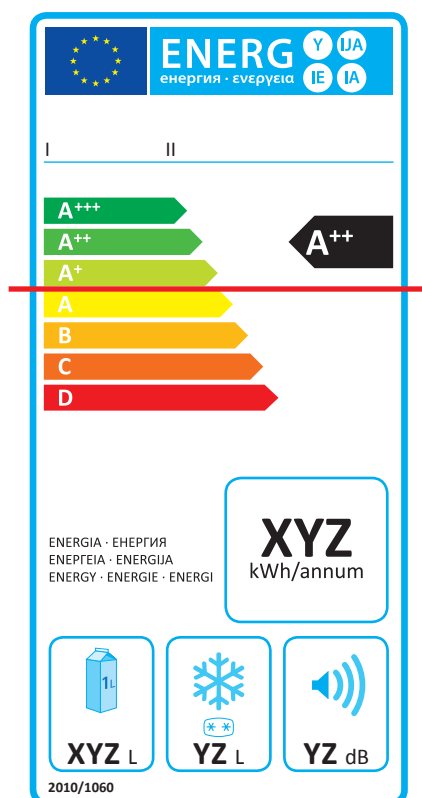 ENERG Y IJA
енергия · ενεργεια IE IA
I II
A+++
A++ A++
A+
A
B
C
D
XYZ
kWh/annum
ENERGIA · ЕНЕРГИЯ
ΕΝΕΡΓΕΙΑ · ENERGIJA
ENERGY · ENERGIE · ENERGI
1L
XYZ L YZ L YZ dB
2010/1060